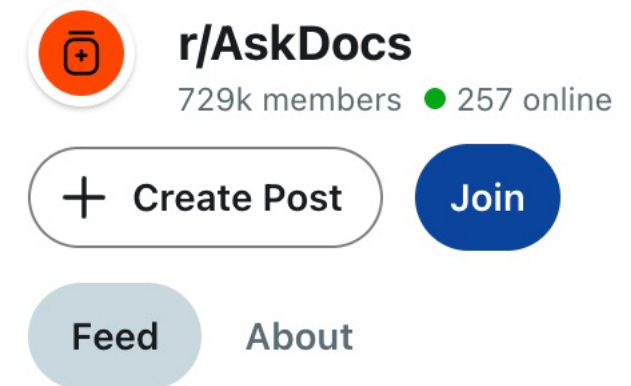 r/AskDocs
729k members 257 online
+ Create Post Join
Feed About